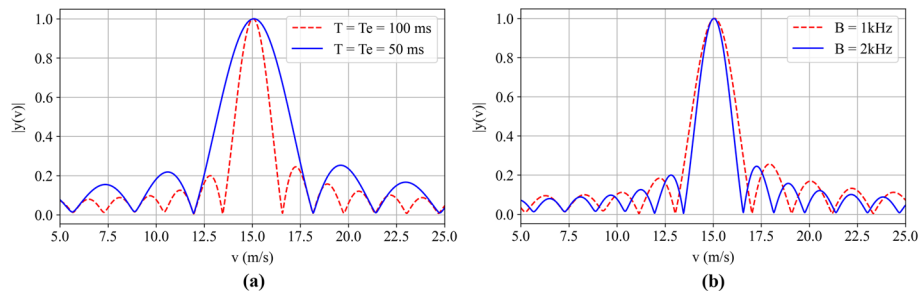 1.0
0.8
0.6
0.4
0.2
0.0
|y(v)|
T = Te = 100 ms
T = Te = 50 ms
5.0 7.5 10.0 12.5 15.0 17.5 20.0 22.5 25.0
v (m/s)
(a)
1.0
0.8
0.6
0.4
0.2
0.0
|y(v)|
B = 1kHz
B = 2kHz
5.0 7.5 10.0 12.5 15.0 17.5 20.0 22.5 25.0
v (m/s)
(b)